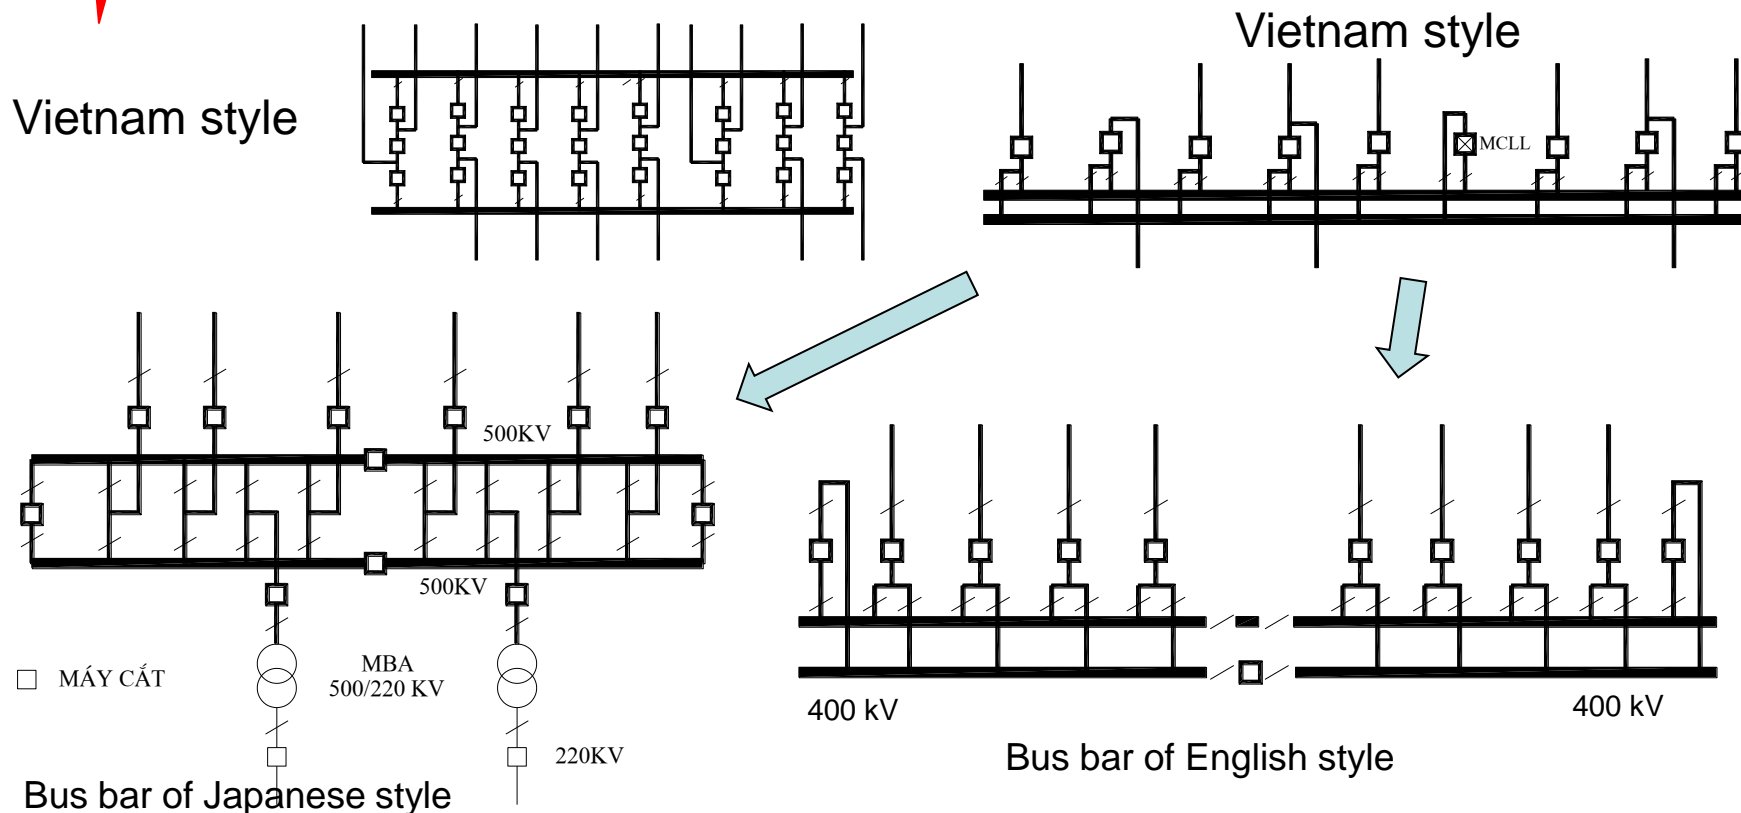 Vietnam style
Vietnam style
MCLL
500KV
500KV
MÁY CẮT
MBA
500/220 KV
220KV
Bus bar of Japanese style
400 kV
400 kV
Bus bar of English style